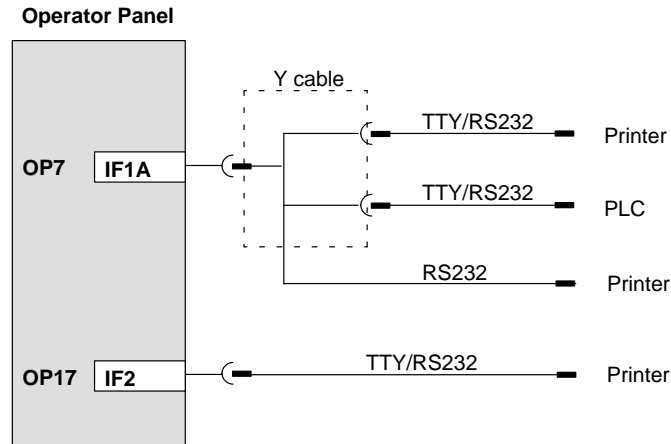 Operator Panel
Y cable
TTY/RS232
Printer
OP7
IF1A
TTY/RS232
PLC
RS232
Printer
TTY/RS232
OP17
IF2
Printer